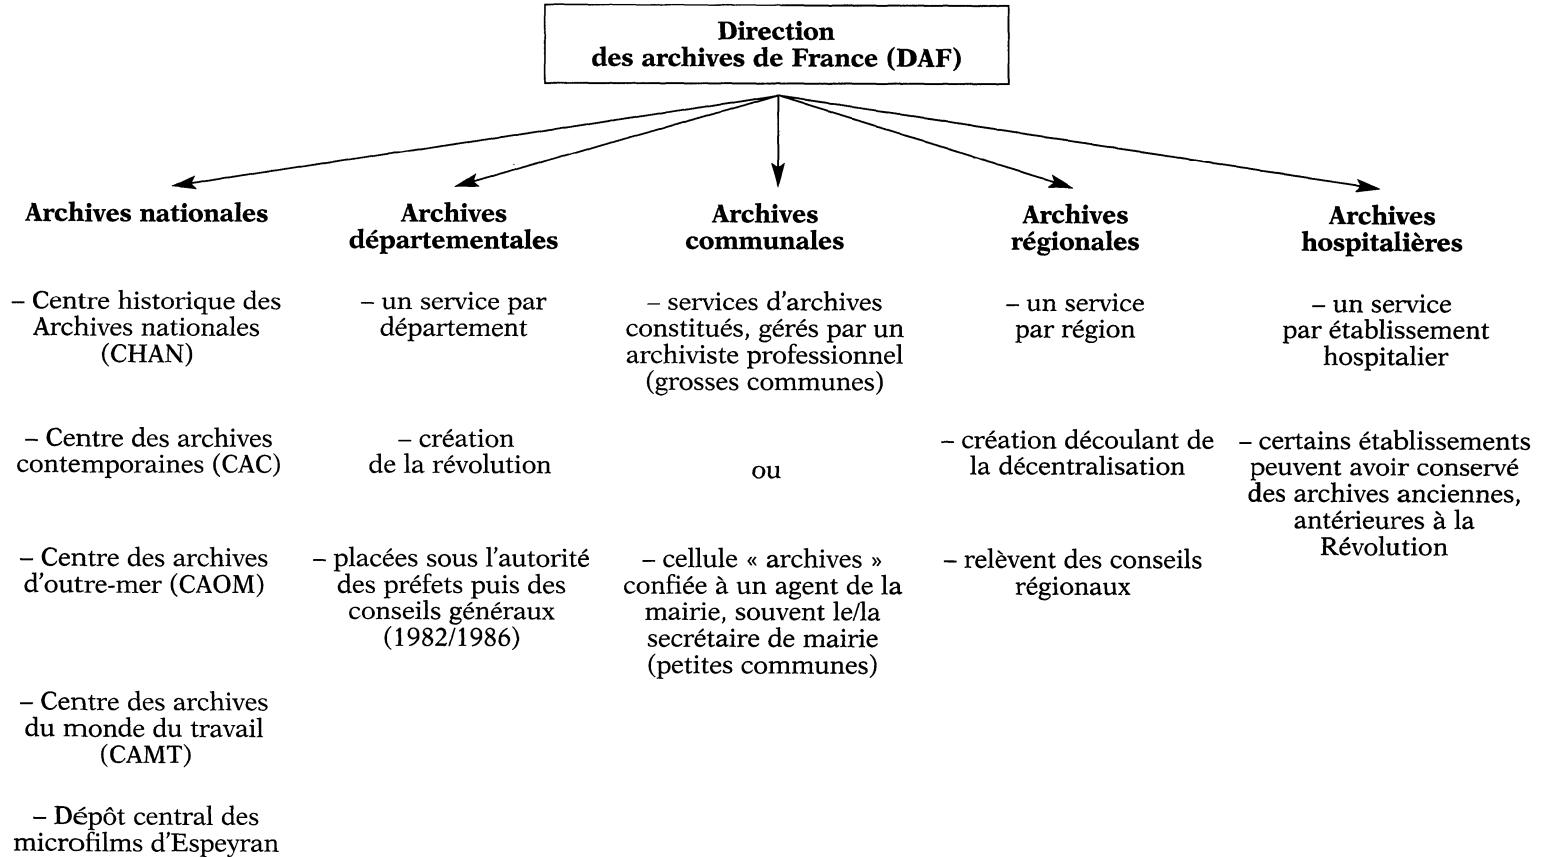 Direction
des archives de France (DAF)
Archives nationales
– Centre historique des
Archives nationales
(CHAN)
– Centre des archives
contemporaines (CAC)
– Centre des archives
d'outre-mer (CAOM)
– Centre des archives
du monde du travail
(CAMT)
– Dépôt central des
microfilms d'Espeyran
Archives
départementales
– un service par
département
– création
de la révolution
– placées sous l'autorité
des préfets puis des
conseils généraux
(1982/1986)
Archives
communales
– services d'archives
constitués, gérés par un
archiviste professionnel
(grosses communes)
ou
– cellule « archives »
confiée à un agent de la
mairie, souvent le/la
secrétaire de mairie
(petites communes)
Archives
régionales
– un service
par région
– création découlant de
la décentralisation
– relèvent des conseils
régionaux
Archives
hospitalières
– un service
par établissement
hospitalier
– certains établissements
peuvent avoir conservé
des archives anciennes,
antérieures à la
Révolution